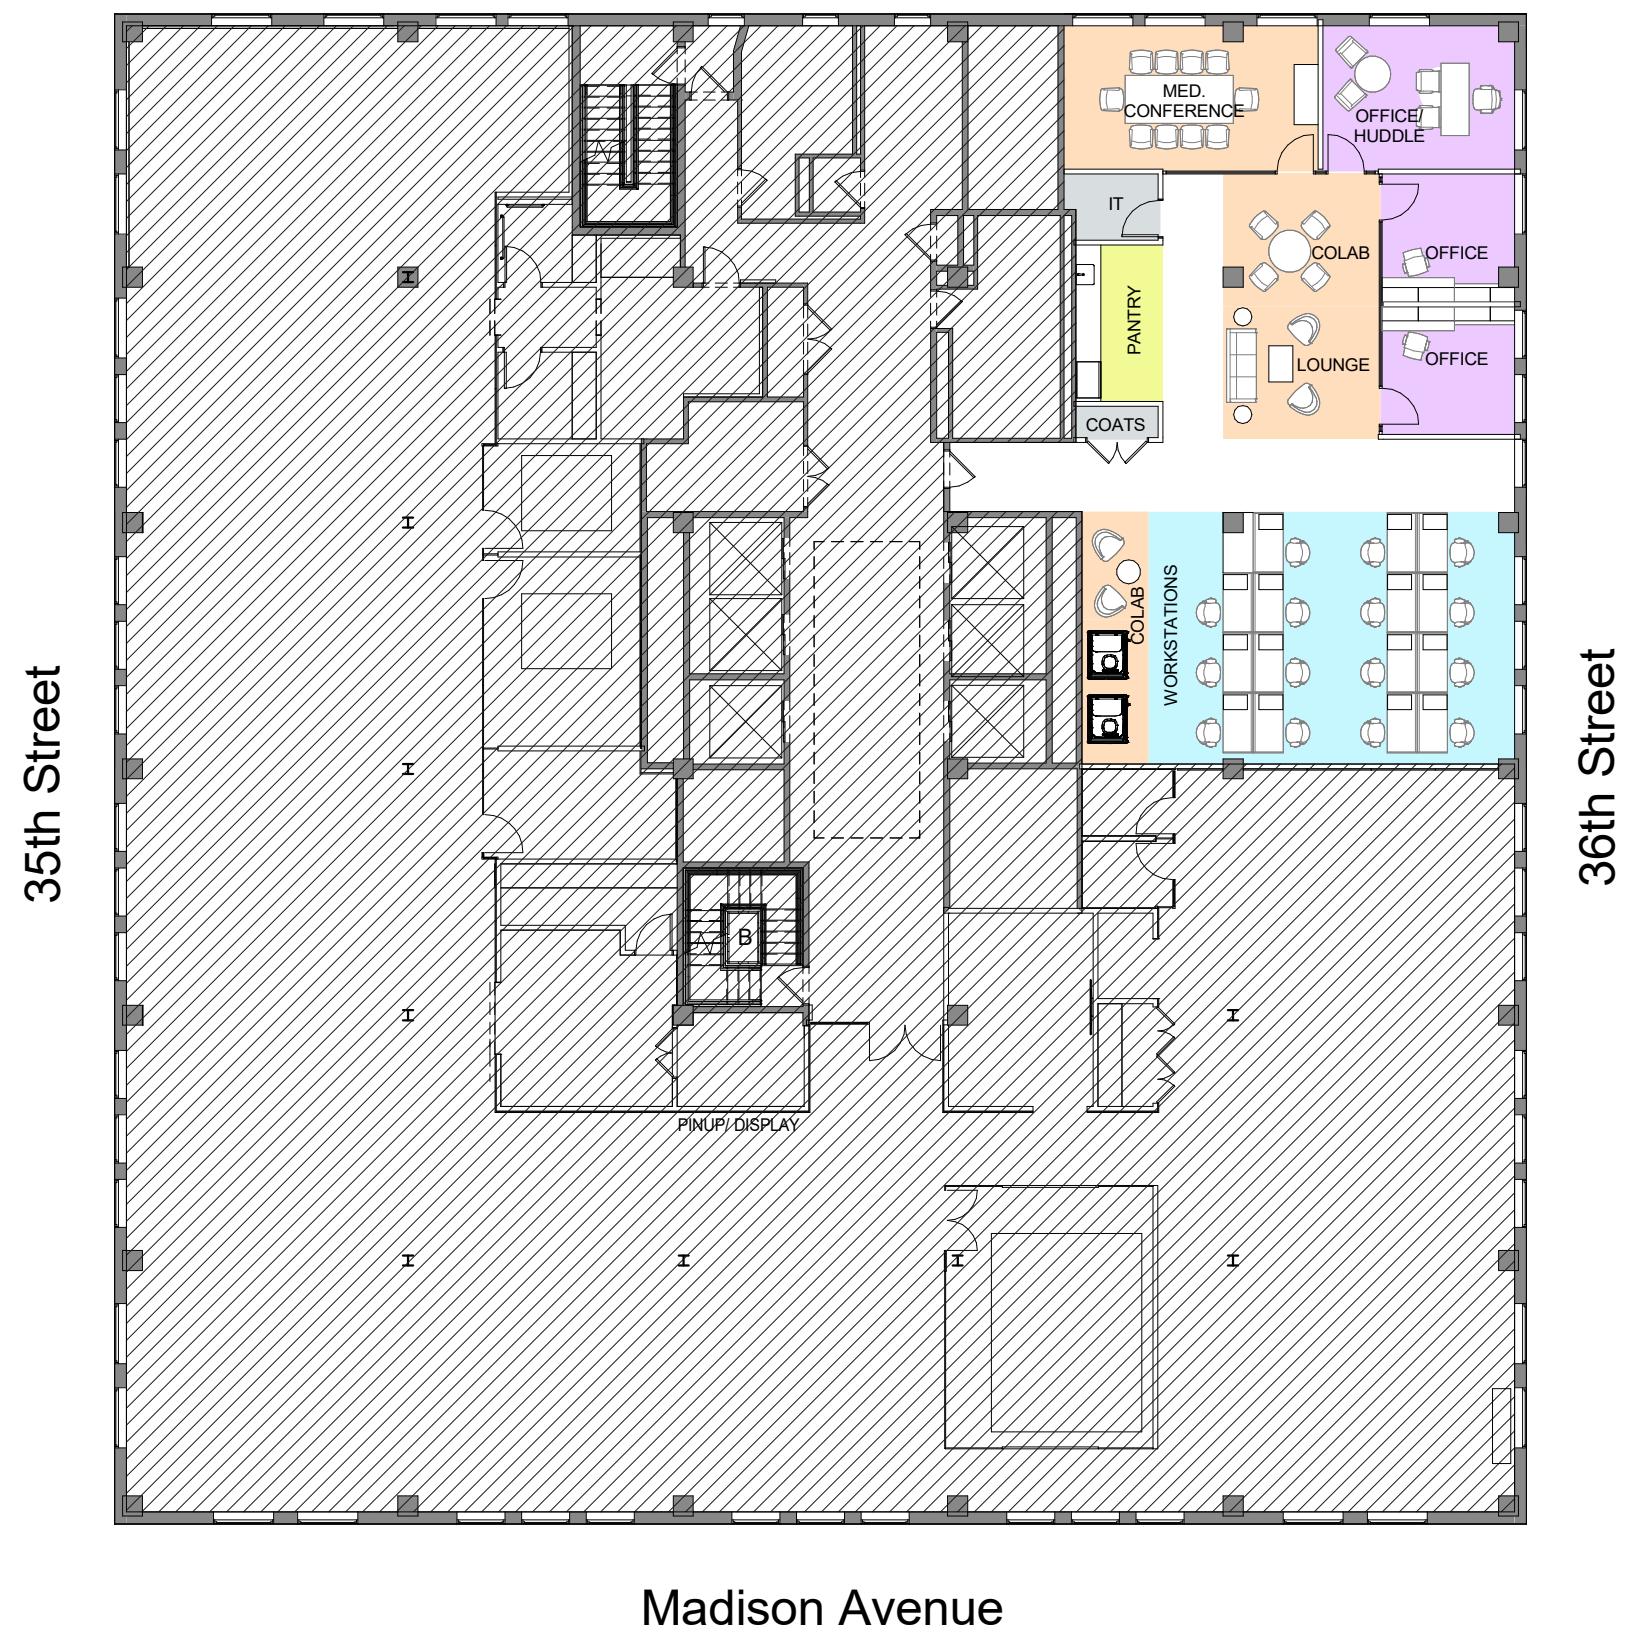 MED.
CONFERENCE
OFFICE/
HUDDLE
IT
COLAB
OFFICE
PANTRY
LOUNGE
OFFICE
COATS
COLAB
WORKSTATIONS
35th Street
36th Street
B
PINUP/ DISPLAY
Madison Avenue